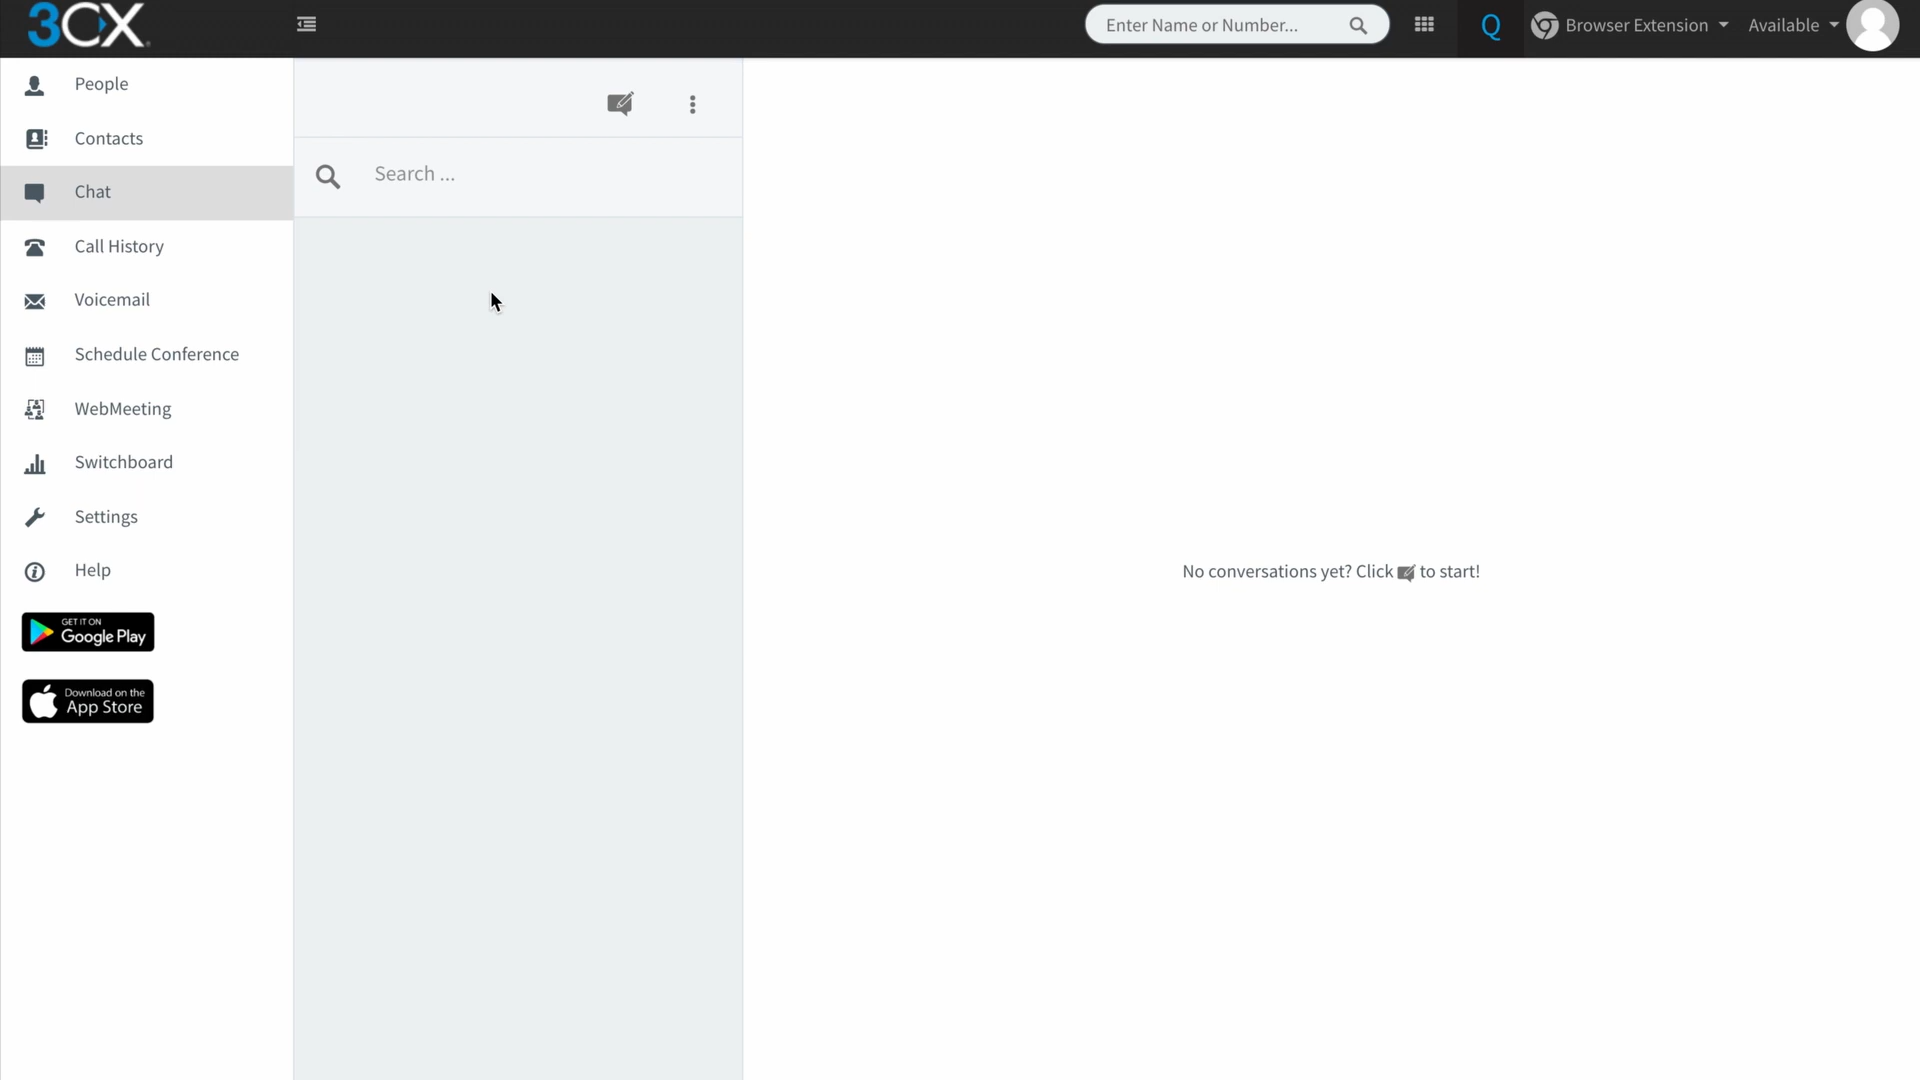 3CX
Enter Name or Number...
Q
Browser Extension
Available
People
Contacts
Chat
Call History
Voicemail
Schedule Conference
WebMeeting
Switchboard
Settings
Help
GET IT ON
Google Play
Download on the
App Store
Search ...
No conversations yet? Click to start!